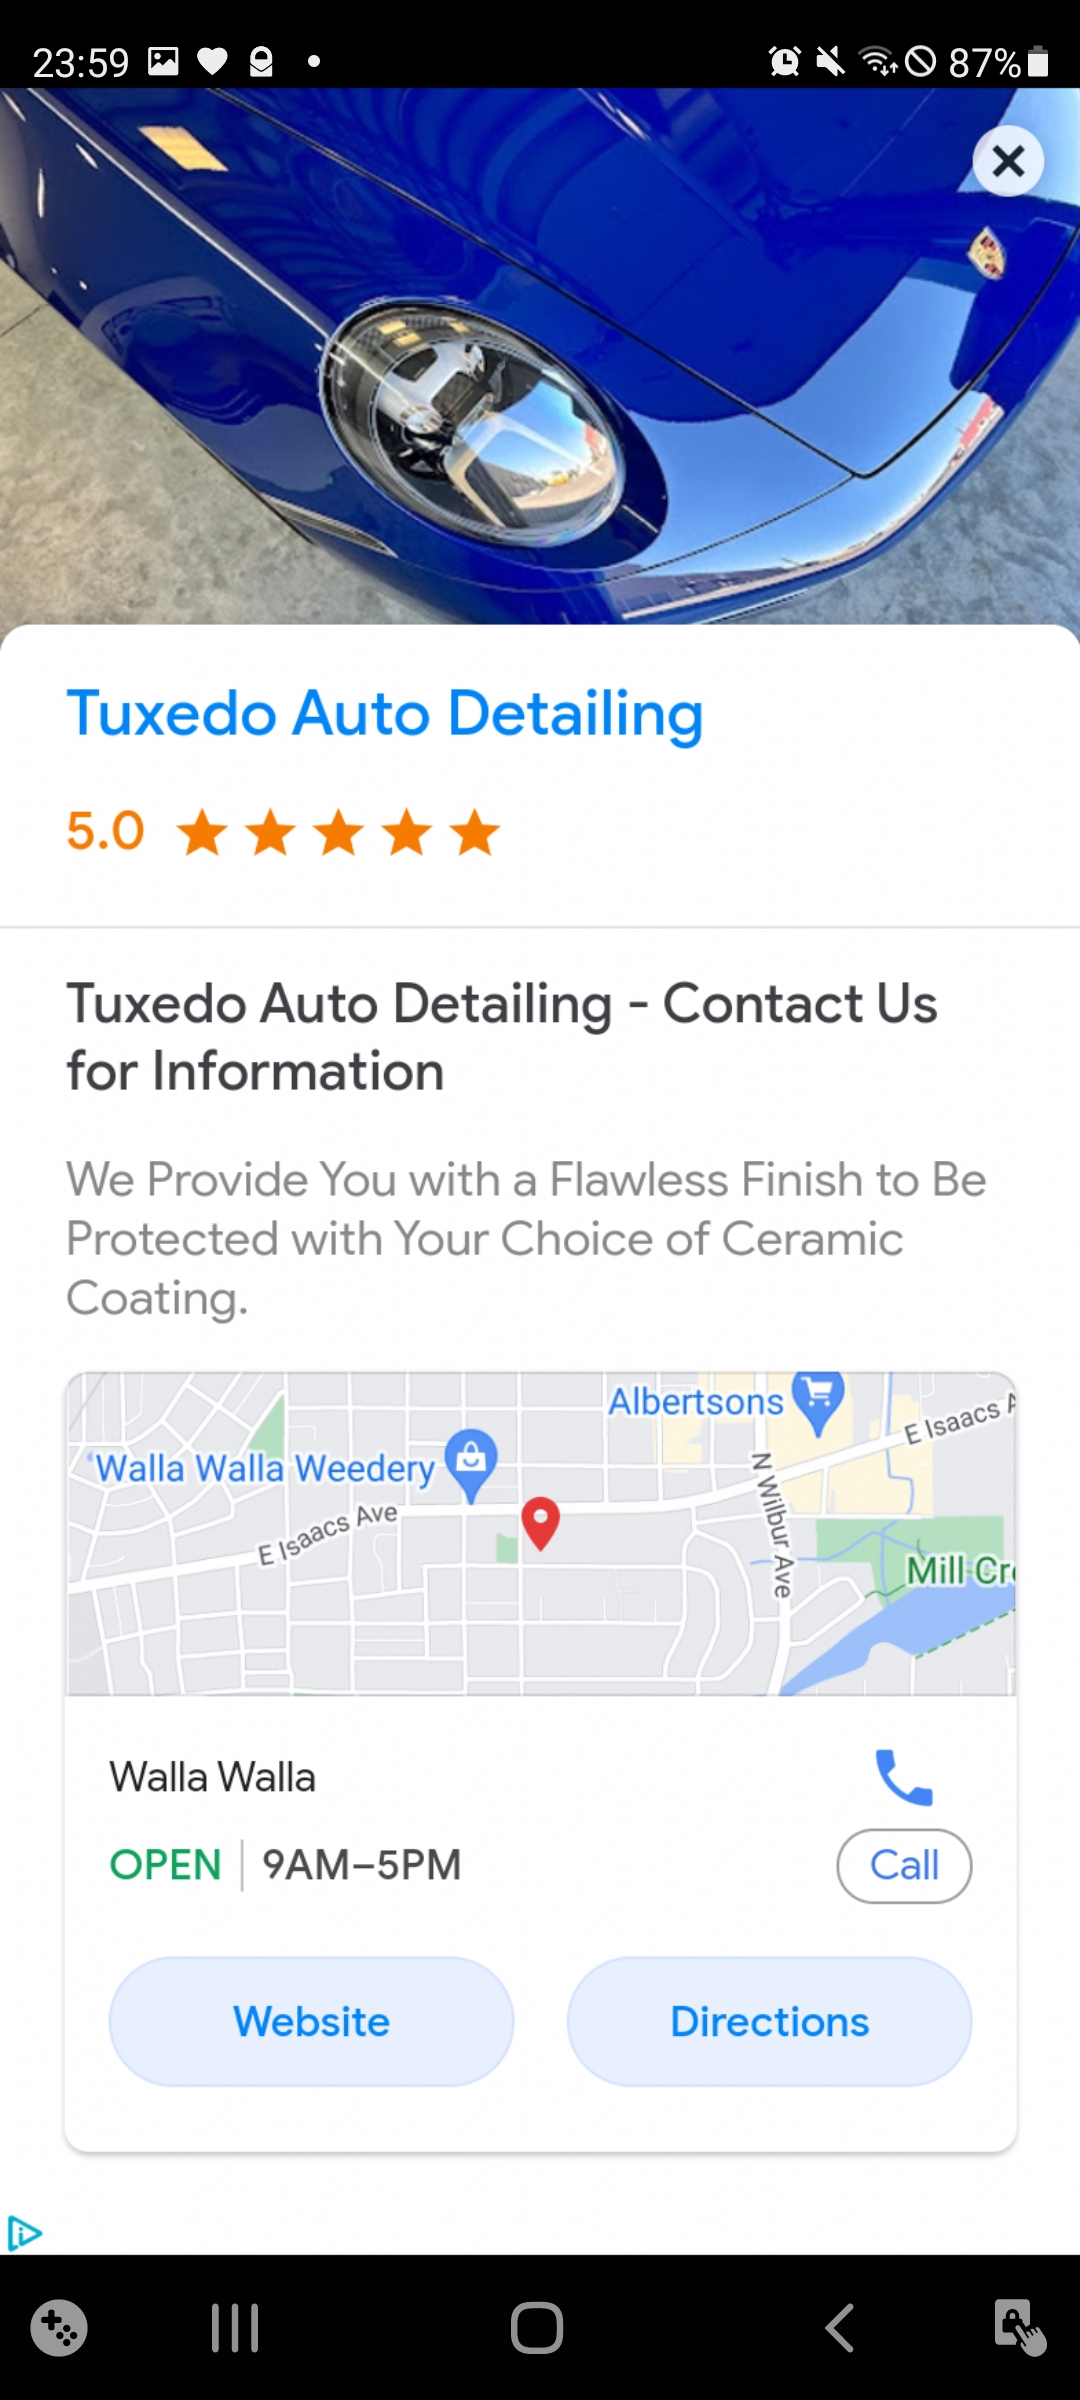 23:59
87%
Tuxedo Auto Detailing
5.0
Tuxedo Auto Detailing - Contact Us
for Information
We Provide You with a Flawless Finish to Be
Protected with Your Choice of Ceramic
Coating.
Albertsons
E Isaacs A
Walla Walla Weedery
N Wilbur Ave
E Isaacs Ave
Mill Cre
Walla Walla
OPEN | 9AM–5PM
Call
Website
Directions